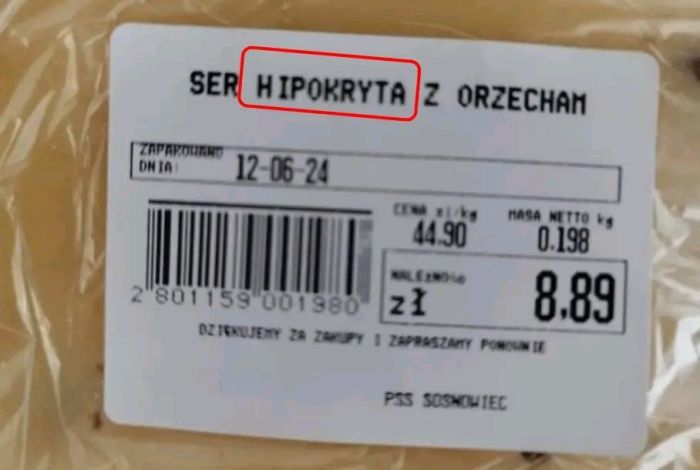 SER HIPOKRYTA Z ORZECHAM
ZAPAKOWANO
DNIA: 12-06-24
CENA zł/kg MASA NETTO kg
44.90 0.198
NALEŻNOŚĆ
zł 8,89
2 801159 001980
DZIĘKUJEMY ZA ZAKUPY I ZAPRASZAMY PONOWNIE
PSS SOSNOWIEC